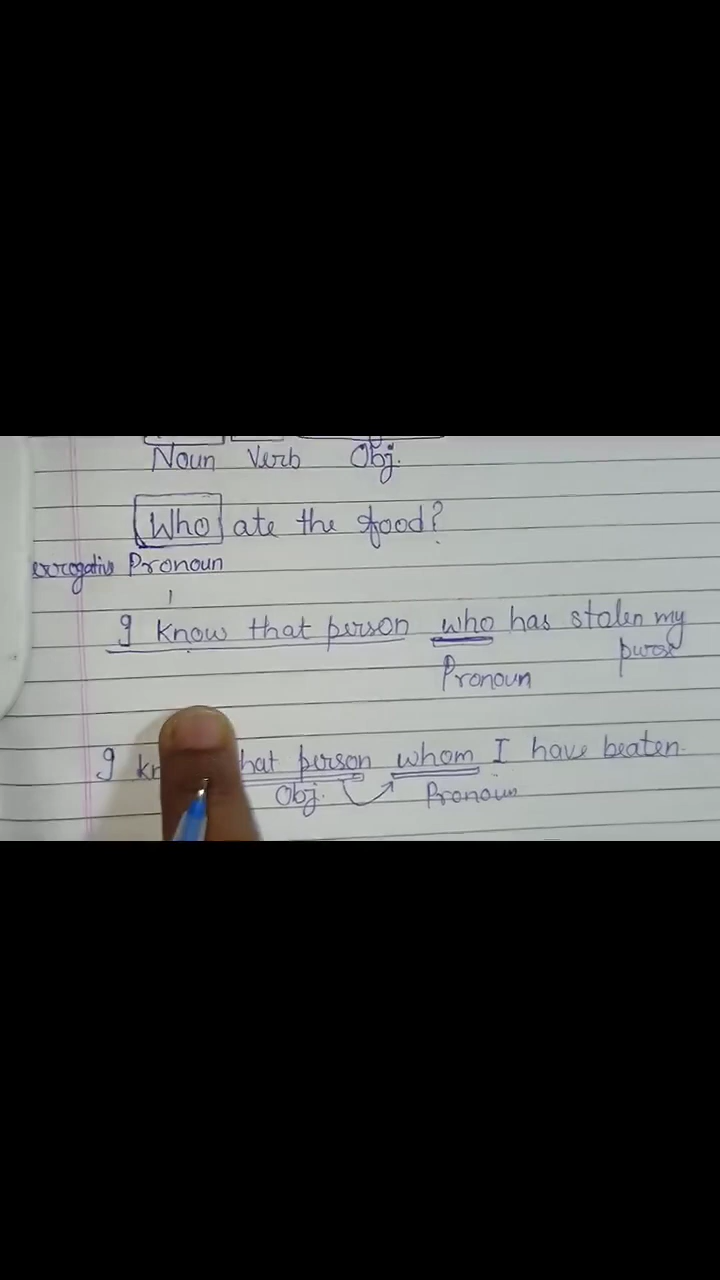 Noun Verb Obj.
Who ate the food?
Pronoun
I know that person who has stolen my
purse
Pronoun
I person whom I have beaten.
Obj. Pronoun